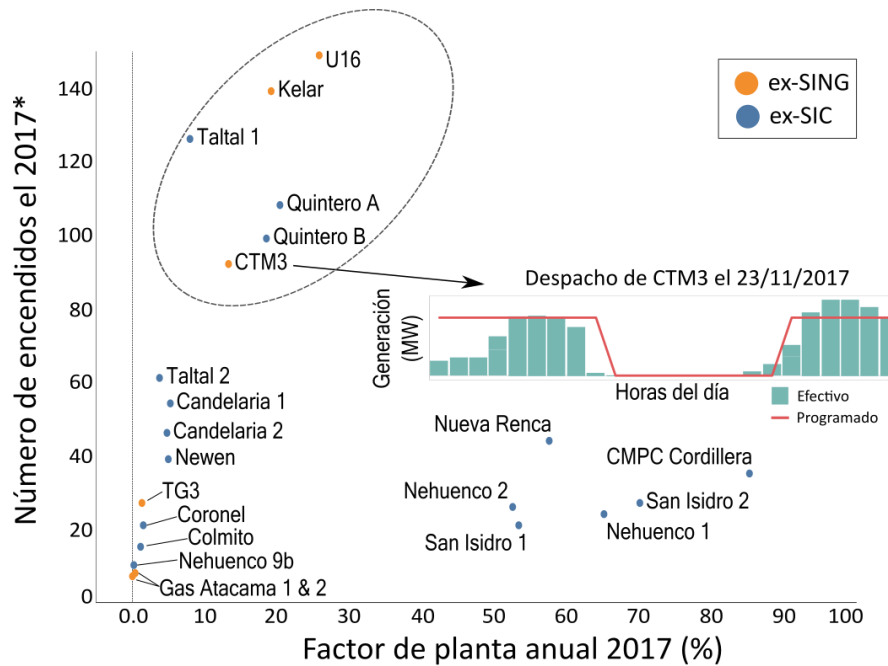 Número de encendidos el 2017*
140
120
100
80
60
40
20
0
U16
Kelar
Taltal 1
Quintero A
Quintero B
CTM3
ex-SING
ex-SIC
Despacho de CTM3 el 23/11/2017
Generación
(MW)
Horas del día
Efectivo
Programado
Taltal 2
Candelaria 1
Candelaria 2
Newen
TG3
Coronel
Colmito
Nehuenco 9b
Gas Atacama 1 & 2
Nueva Renca
CMPC Cordillera
Nehuenco 2
San Isidro 2
San Isidro 1
Nehuenco 1
0.0
10
20
30
40
50
60
70
80
90
100
Factor de planta anual 2017 (%)